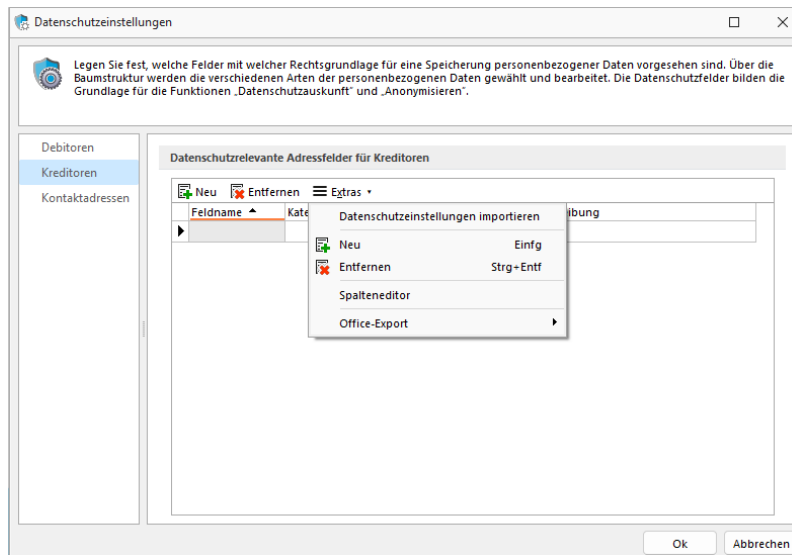 Datenschutzeinstellungen
Legen Sie fest, welche Felder mit welcher Rechtsgrundlage für eine Speicherung personenbezogener Daten vorgesehen sind. Über die
Baumstruktur werden die verschiedenen Arten der personenbezogenen Daten gewählt und bearbeitet. Die Datenschutzfelder bilden die
Grundlage für die Funktionen „Datenschutzauskunft“ und „Anonymisieren“.
Debitoren
Kreditoren
Kontaktadressen
Datenschutzrelevante Adressfelder für Kreditoren
Neu Entfernen Extras
Feldname Kate ibung
Datenschutzeinstellungen importieren
Neu Einfg
Entfernen Strg+Entf
Spalteneditor
Office-Export
Ok Abbrechen